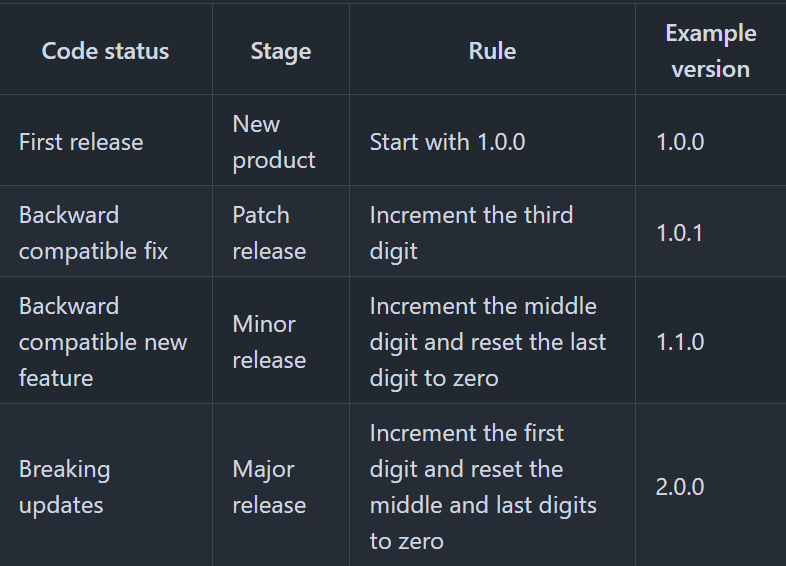 Code status
Stage
Rule
Example
version
First release
New
product
Start with 1.0.0
1.0.0
Backward
compatible fix
Patch
release
Increment the third
digit
1.0.1
Backward
compatible new
feature
Minor
release
Increment the middle
digit and reset the last
digit to zero
1.1.0
Breaking
updates
Major
release
Increment the first
digit and reset the
middle and last digits
to zero
2.0.0